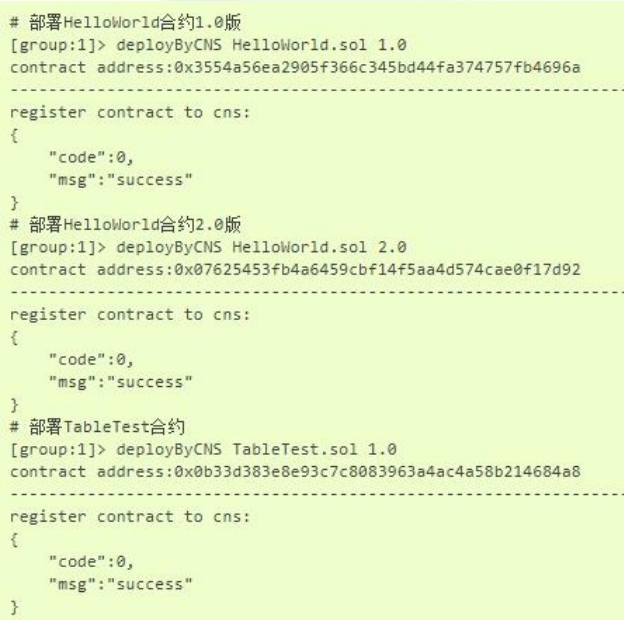 # 部署HelloWorld合约1.0版
[group:1]> deployByCNS HelloWorld.sol 1.0
contract address:0x3554a56ea2905f366c345bd44fa374757fb4696a
---------------------------------------------------------------
register contract to cns:
{
    "code":0,
    "msg":"success"
}
# 部署HelloWorld合约2.0版
[group:1]> deployByCNS HelloWorld.sol 2.0
contract address:0x07625453fb4a6459cbf14f5aa4d574cae0f17d92
---------------------------------------------------------------
register contract to cns:
{
    "code":0,
    "msg":"success"
}
# 部署TableTest合约
[group:1]> deployByCNS TableTest.sol 1.0
contract address:0x0b33d383e8e93c7c8083963a4ac4a58b214684a8
---------------------------------------------------------------
register contract to cns:
{
    "code":0,
    "msg":"success"
}